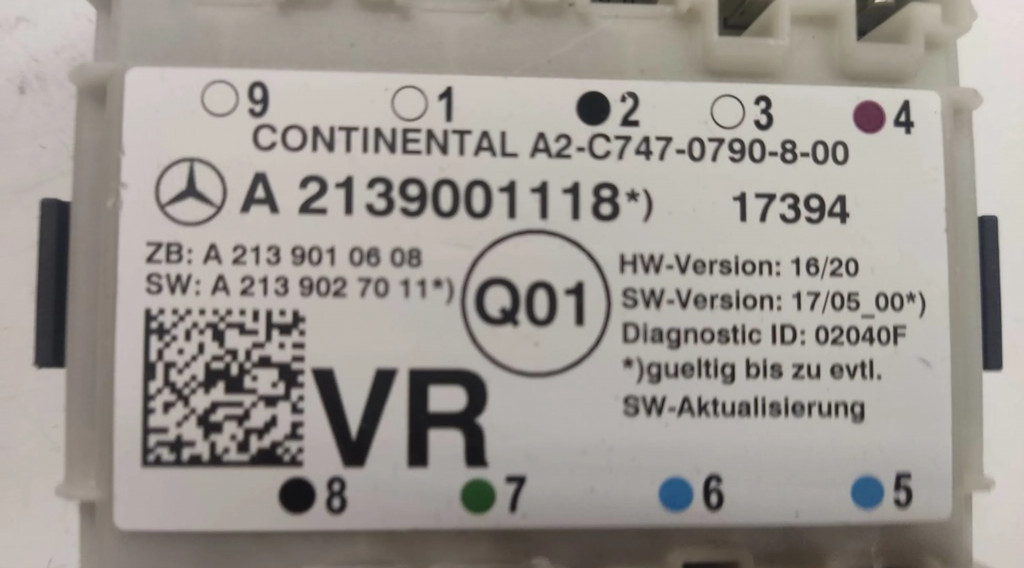 9 1 2 3 4
CONTINENTAL A2-C747-0790-8-00
A 2139001118*) 17394
ZB: A 213 901 06 08
SW: A 213 902 70 11*)
Q01
HW-Version: 16/20
SW-Version: 17/05_00*)
Diagnostic ID: 02040F
*)gueltig bis zu evtl.
SW-Aktualisierung
VR
8 7 6 5